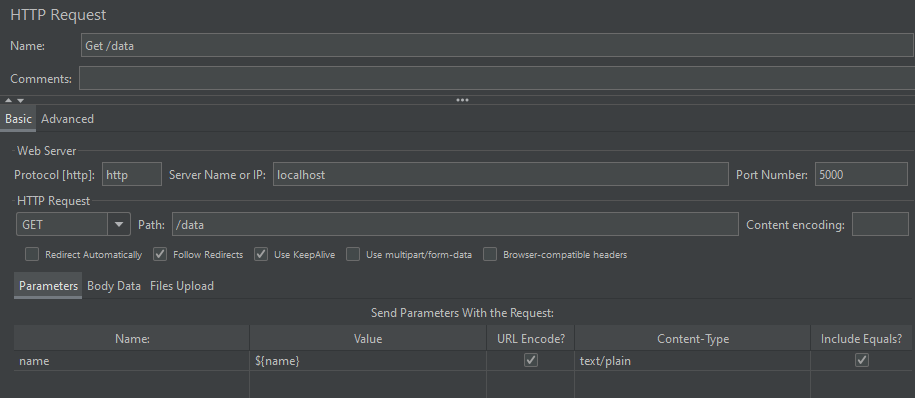 HTTP Request
Name: Get /data
Comments:
Basic Advanced
Web Server
Protocol [http]: http Server Name or IP: localhost Port Number: 5000
HTTP Request
GET Path: /data Content encoding:
Redirect Automatically Follow Redirects Use KeepAlive Use multipart/form-data Browser-compatible headers
Parameters Body Data Files Upload
Send Parameters With the Request:
Name: Value URL Encode? Content-Type Include Equals?
name ${name} text/plain